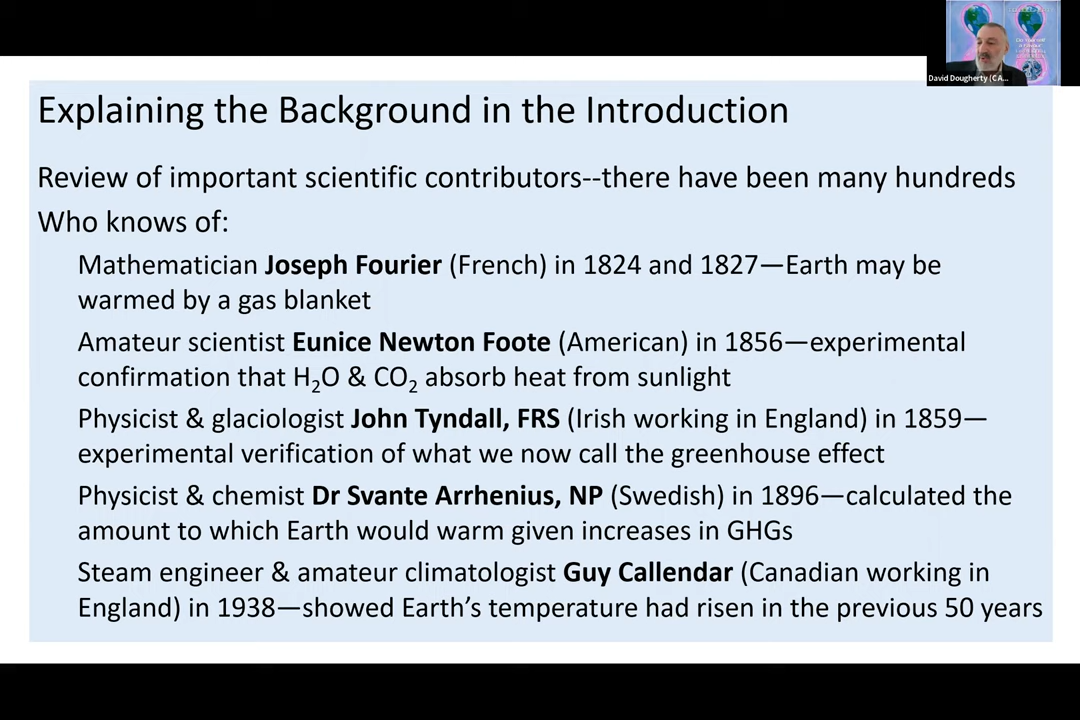 David Dougherty (CA...
Explaining the Background in the Introduction
Review of important scientific contributors--there have been many hundreds
Who knows of:
Mathematician Joseph Fourier (French) in 1824 and 1827—Earth may be
warmed by a gas blanket
Amateur scientist Eunice Newton Foote (American) in 1856—experimental
confirmation that H₂O & CO₂ absorb heat from sunlight
Physicist & glaciologist John Tyndall, FRS (Irish working in England) in 1859—
experimental verification of what we now call the greenhouse effect
Physicist & chemist Dr Svante Arrhenius, NP (Swedish) in 1896—calculated the
amount to which Earth would warm given increases in GHGs
Steam engineer & amateur climatologist Guy Callendar (Canadian working in
England) in 1938—showed Earth’s temperature had risen in the previous 50 years